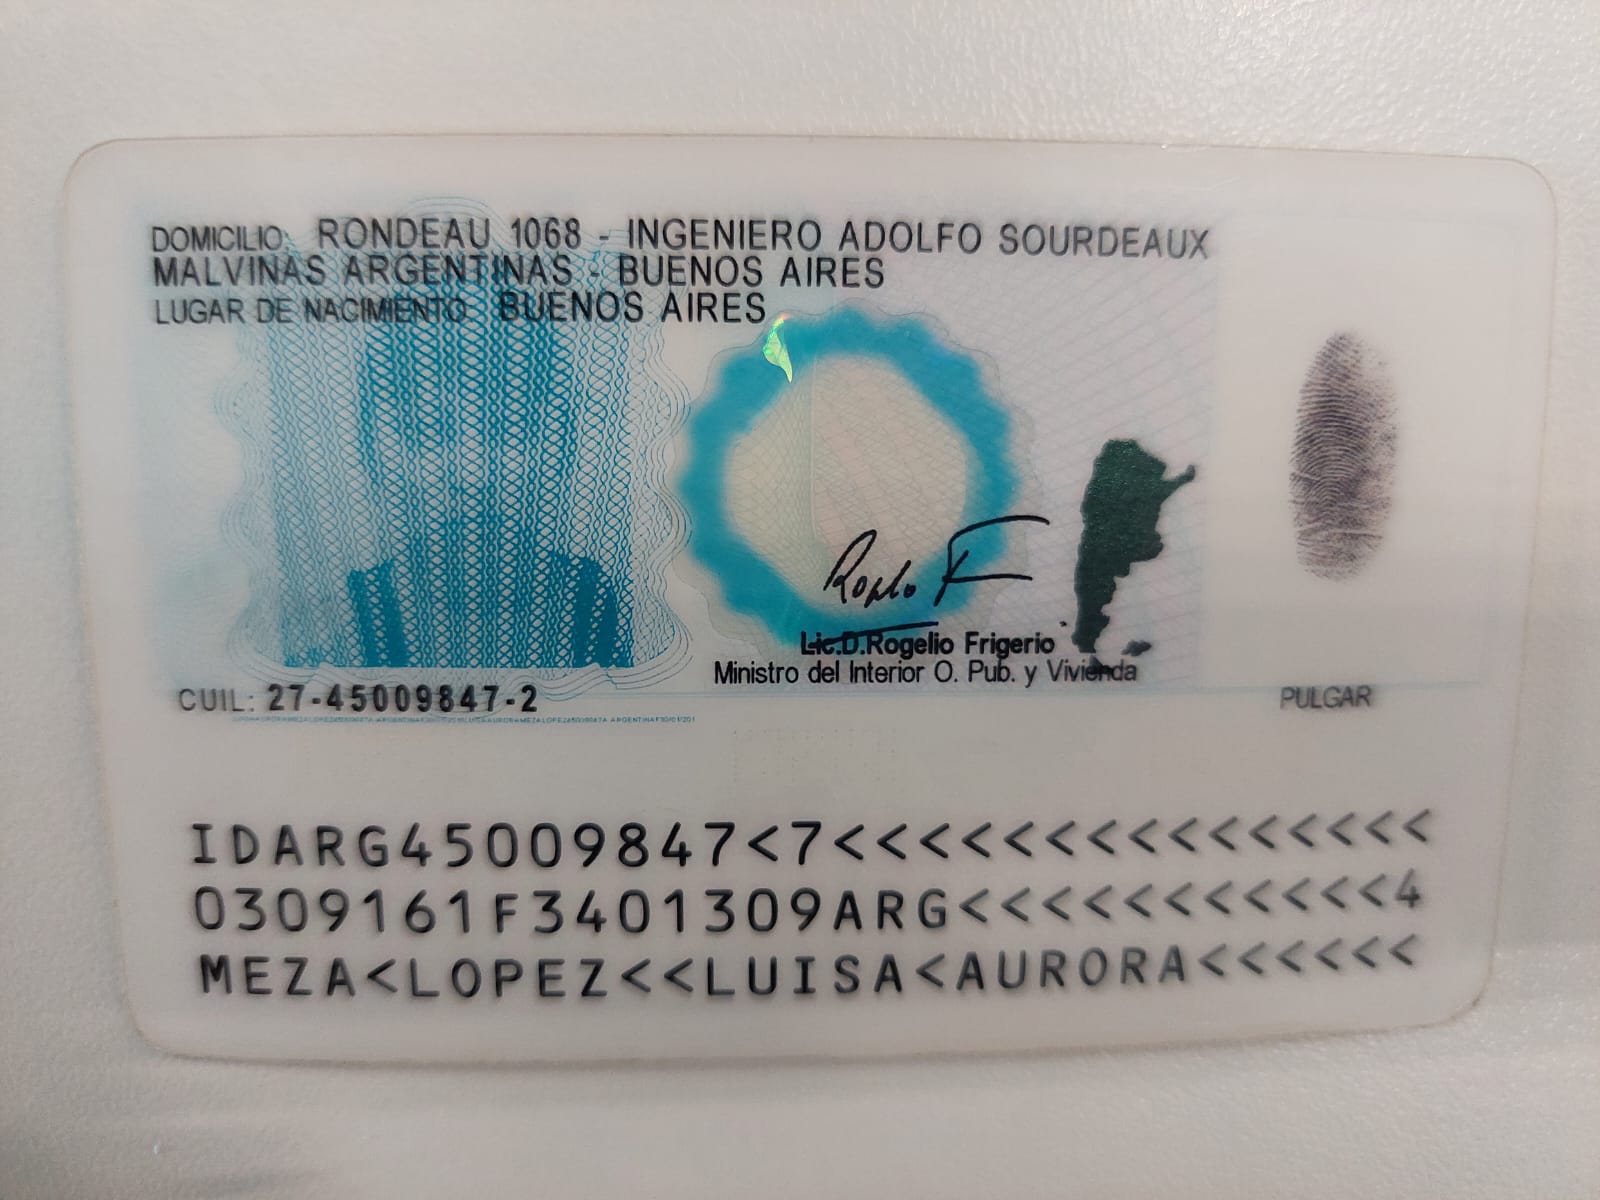 DOMICILIO: RONDEAU 1068 - INGENIERO ADOLFO SOURDEAUX
MALVINAS ARGENTINAS - BUENOS AIRES
LUGAR DE NACIMIENTO: BUENOS AIRES
Lic.D.Rogelio Frigerio
Ministro del Interior O. Pub. y Vivienda
CUIL: 27-45009847-2
PULGAR
IDARG45009847<7<<<<<<<<<<<<<<<
0309161F3401309ARG<<<<<<<<<<<4
MEZA<LOPEZ<<LUISA<AURORA<<<<<<